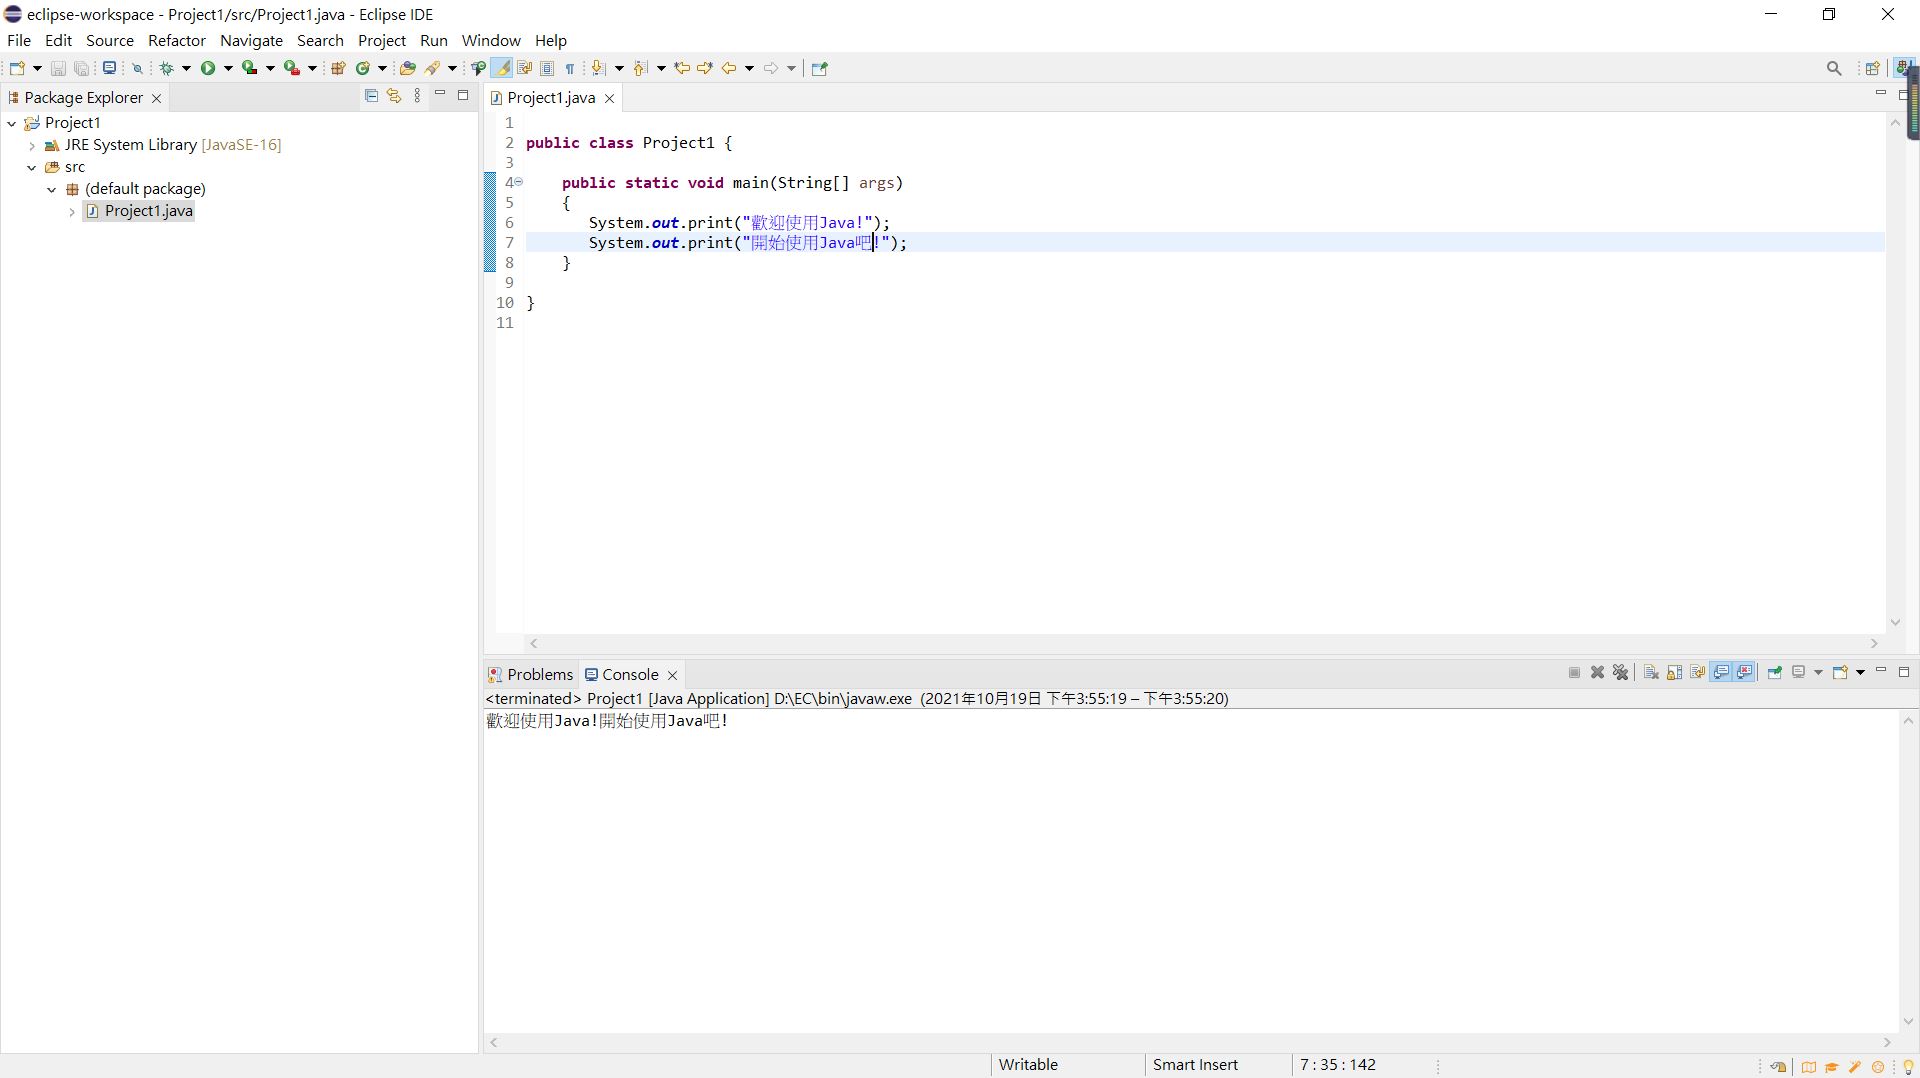 eclipse-workspace - Project1/src/Project1.java - Eclipse IDE
File Edit Source Refactor Navigate Search Project Run Window Help
Package Explorer
Project1
JRE System Library [JavaSE-16]
src
(default package)
Project1.java
Project1.java
1
2 public class Project1 {
3
4 public static void main(String[] args)
5 {
6 System.out.print("歡迎使用Java!");
7 System.out.print("開始使用Java吧!");
8 }
9
10 }
11
Problems Console
<terminated> Project1 [Java Application] D:\EC\bin\javaw.exe (2021年10月19日 下午3:55:19 – 下午3:55:20)
歡迎使用Java!開始使用Java吧!
Writable Smart Insert 7 : 35 : 142